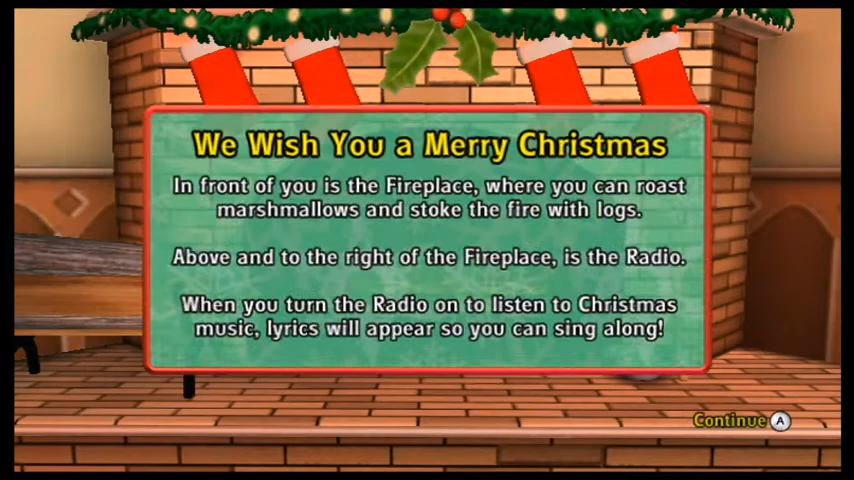 We Wish You a Merry Christmas
In front of you is the Fireplace, where you can roast
marshmallows and stoke the fire with logs.
Above and to the right of the Fireplace, is the Radio.
When you turn the Radio on to listen to Christmas
music, lyrics will appear so you can sing along!
Continue A